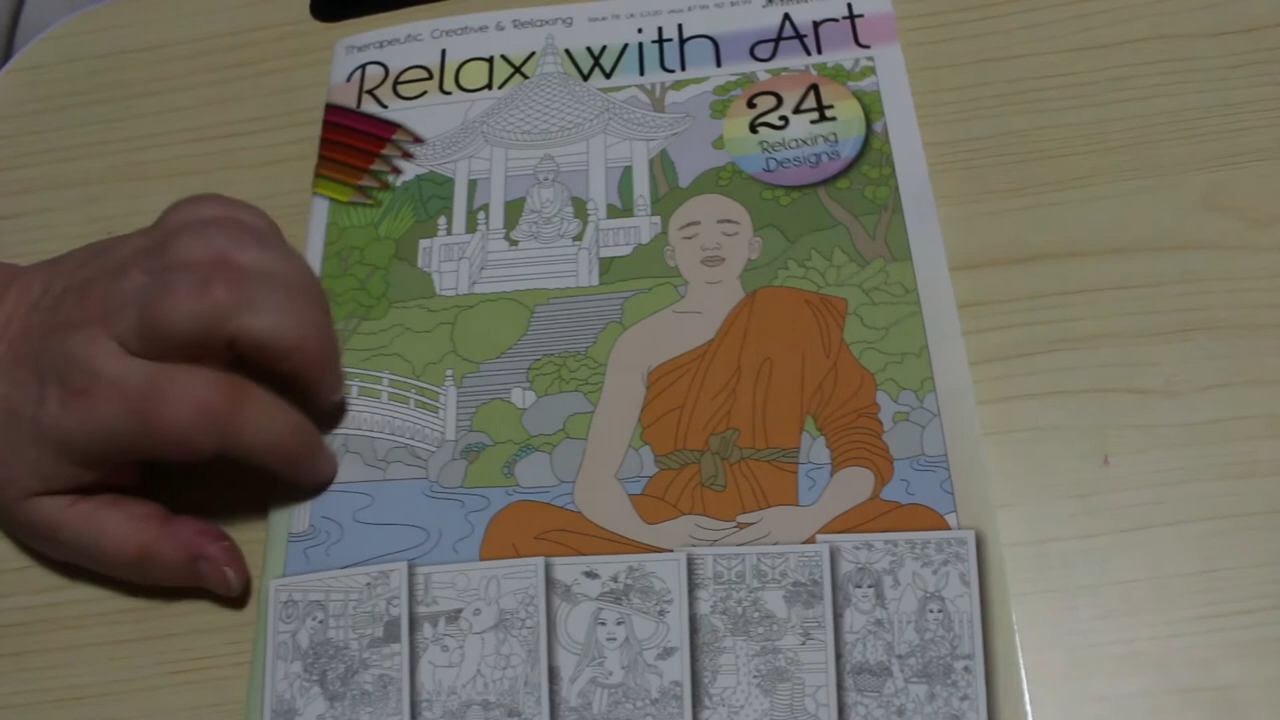 Therapeutic, Creative & Relaxing
Relax with Art
24
Relaxing
Designs